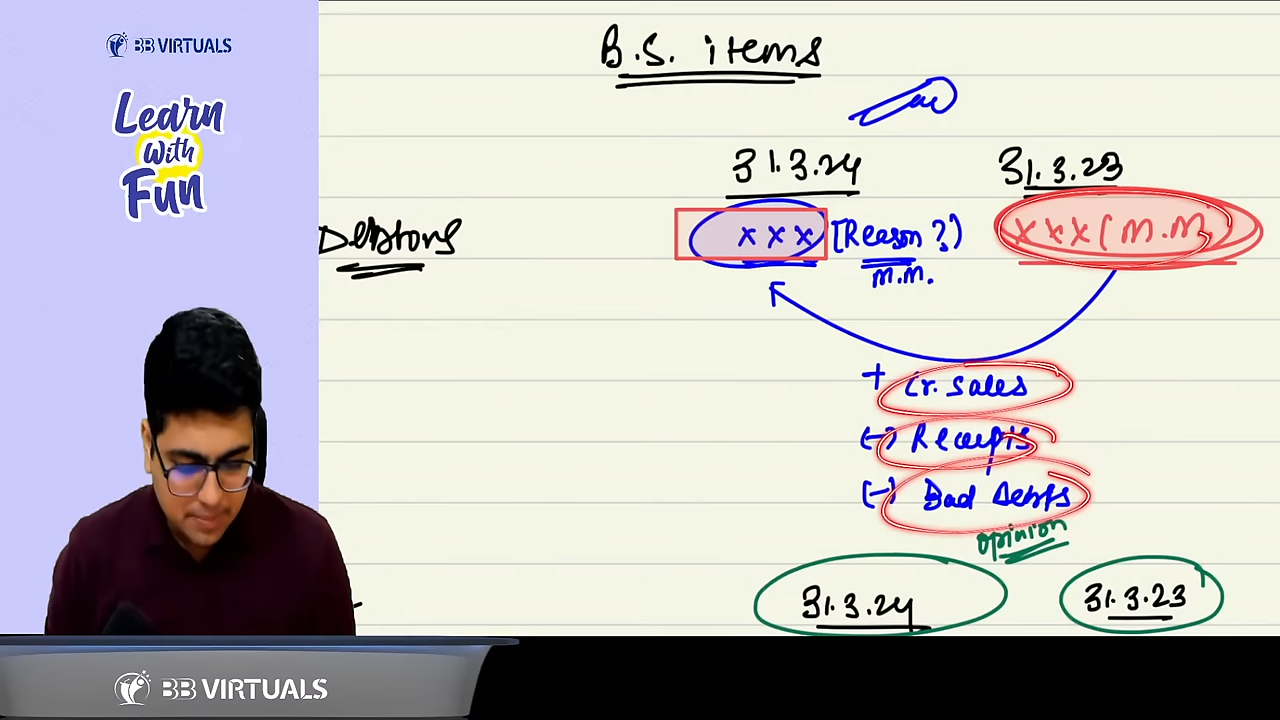 BB VIRTUALS
Learn
With
Fun
B.S. items
31.3.24 31.3.23
Debtors xxx [Reason?) xxx (m.m.
m.m.
+ Cr. Sales
(-) Receipts
(-) Bad Debts
opinion
31.3.24 31.3.23
BB VIRTUALS